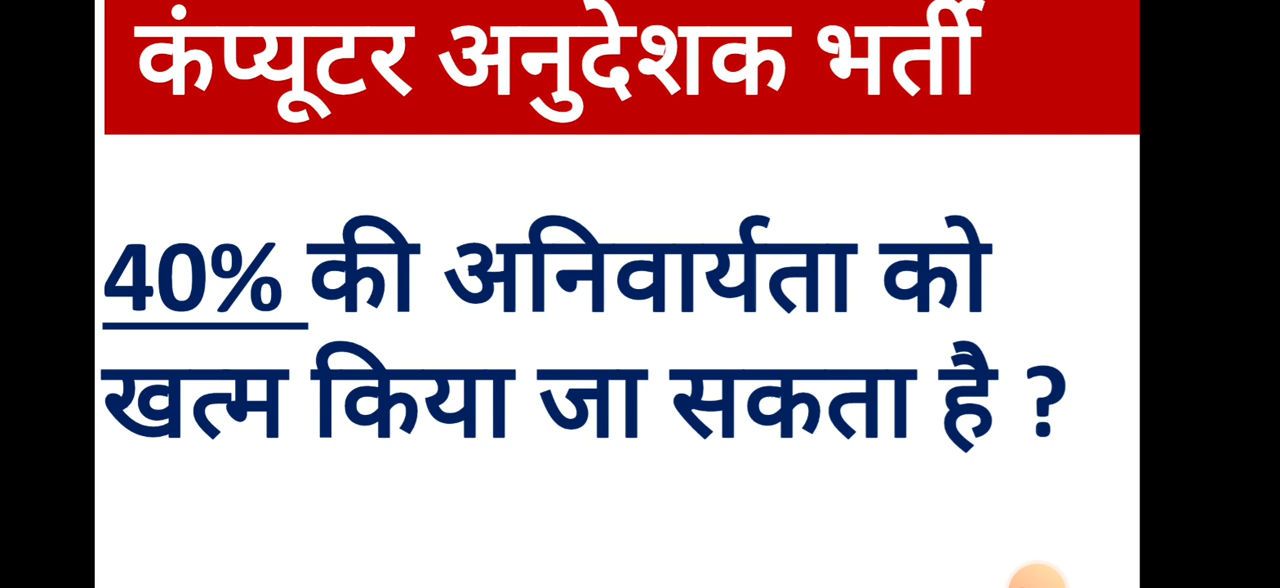 कंप्यूटर अनुदेशक भर्ती
40% की अनिवार्यता को
खत्म किया जा सकता है ?